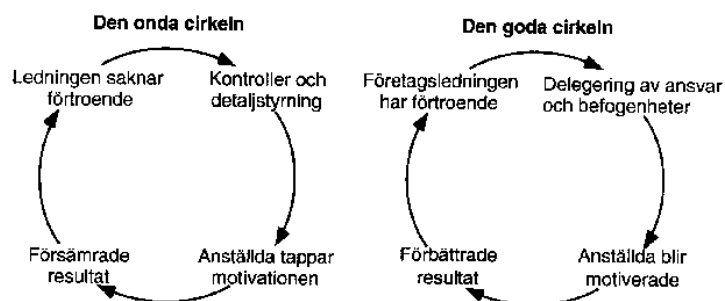 Den onda cirkeln
Ledningen saknar
förtroende
Kontroller och
detaljstyrning
Anställda tappar
motivationen
Försämrade
resultat
Den goda cirkeln
Företagsledningen
har förtroende
Delegering av ansvar
och befogenheter
Anställda blir
motiverade
Förbättrade
resultat